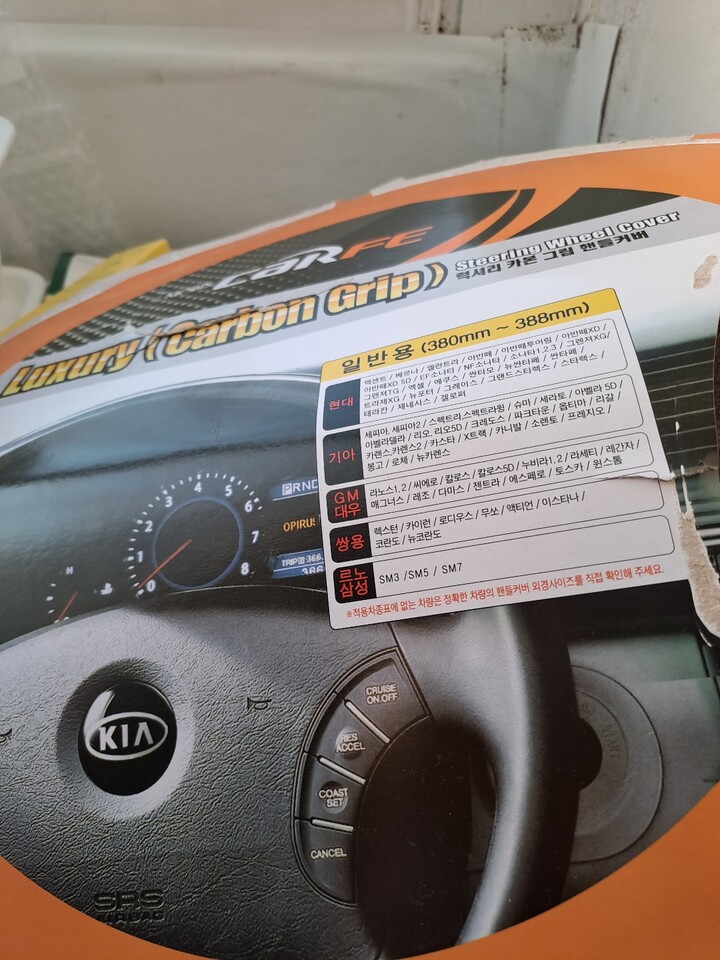 CARFE
Luxury (Carbon Grip)
Steering Wheel Cover
럭셔리 카본 그립 핸들커버
일반용 (380mm ~ 388mm)
현대
엑센트 / 베르나 / 엘란트라 / 아반떼 / 아반떼투어링 / 아반떼XD /
아반떼XD 5D / EF소나타 / NF소나타 / 소나타1,2,3 / 그랜져XG/
그랜져TG / 엑셀 / 에쿠스 / 싼타모 / 뉴싼타페 / 싼타페 /
트라제XG / 뉴포터 / 그레이스 / 그랜드스타렉스 / 스타렉스 /
테라칸 / 제네시스 / 겔로퍼
기아
세피아, 세피아2 / 스펙트라,스펙트라윙 / 슈마 / 세라토 / 아벨라 5D /
아벨라델라 / 리오, 리오5D / 크레도스 / 파크타운 / 옵티마 / 리갈 /
카렌스,카렌스2 / 카스타 / X트랙 / 카니발 / 소렌토 / 프레지오 /
봉고 / 로체 / 뉴카렌스
GM
대우
라노스1, 2 / 씨에로 / 칼로스 / 칼로스5D / 누비라1, 2 / 라세티 / 레간자 /
매그너스 / 레조 / 다마스 / 젠트라 / 에스페로 / 토스카 / 윈스톰
쌍용
렉스턴 / 카이런 / 로디우스 / 무쏘 / 액티언 / 이스타나 /
코란도 / 뉴코란도
르노
삼성
SM3 /SM5 / SM7
※적용차종표에 없는 차량은 정확한 차량의 핸들커버 외경사이즈를 직접 확인해 주세요.
PRND
OPIRUS
TRIP 366.
366
0 1 2 3 4 5 6 7 8
H
KIA
CRUISE
ON.OFF
RES
ACCEL
COAST
SET
CANCEL
SRS
AIRBAG